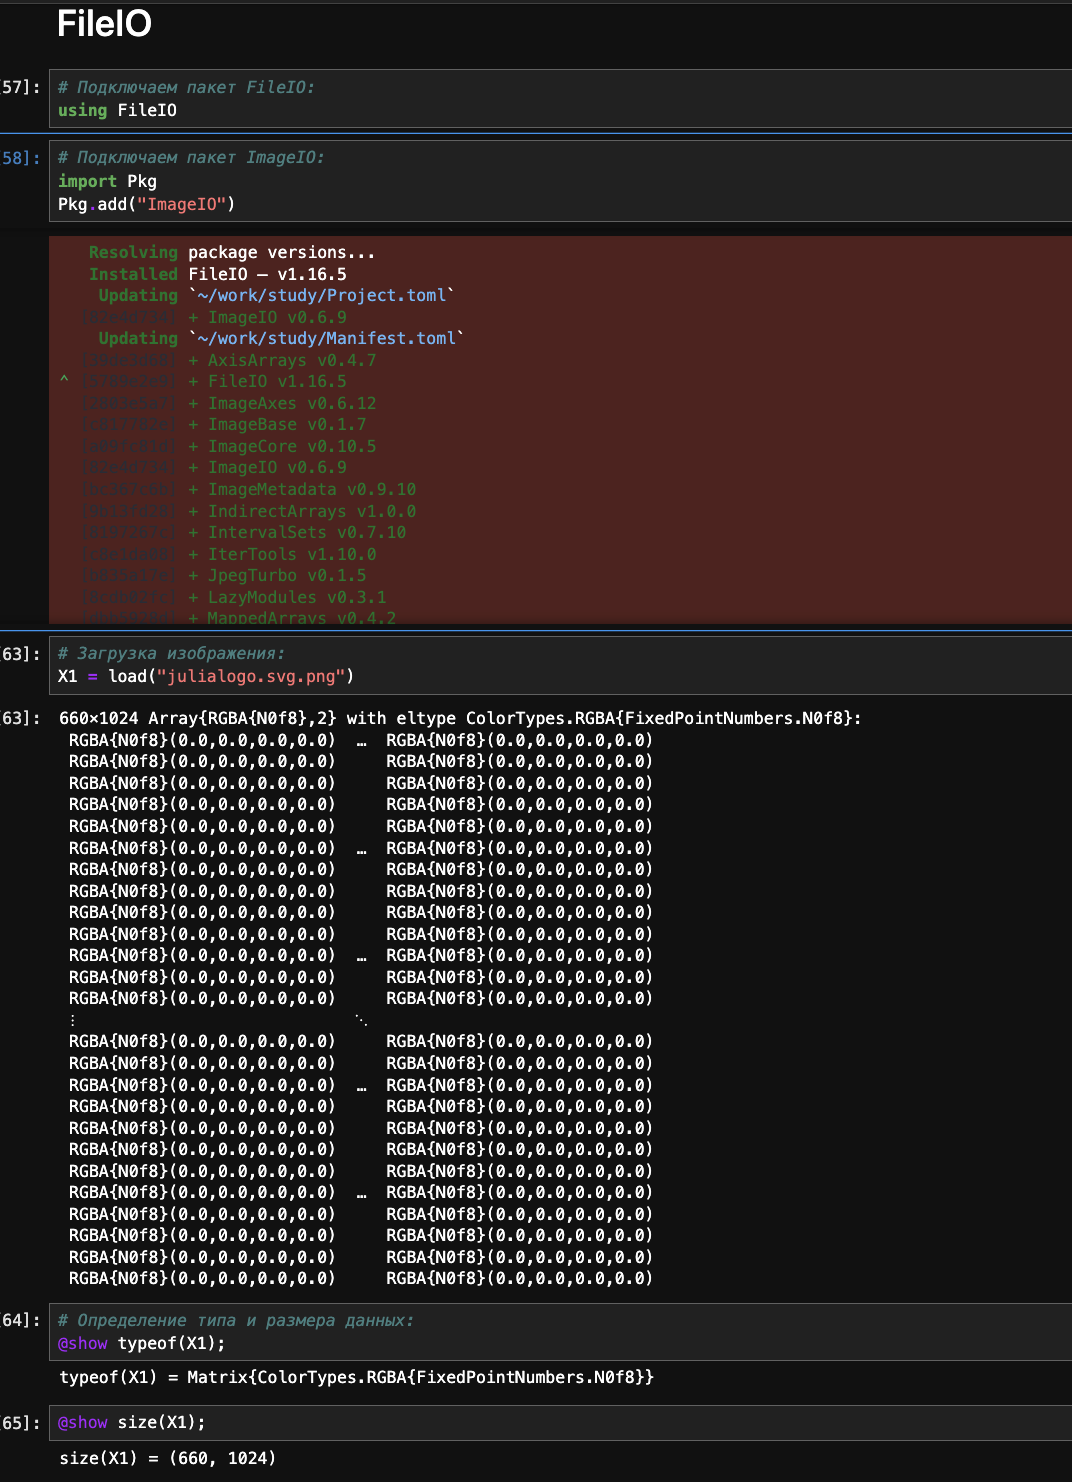 FileIO
57]:
# Подключаем пакет FileIO:
using FileIO
58]:
# Подключаем пакет ImageIO:
import Pkg
Pkg.add("ImageIO")
Resolving package versions...
Installed FileIO — v1.16.5
Updating `~/work/study/Project.toml`
+ ImageIO v0.6.9
Updating `~/work/study/Manifest.toml`
+ AxisArrays v0.4.7
^ + FileIO v1.16.5
+ ImageAxes v0.6.12
+ ImageBase v0.1.7
+ ImageCore v0.10.5
+ ImageIO v0.6.9
+ ImageMetadata v0.9.10
+ IndirectArrays v1.0.0
+ IntervalSets v0.7.10
+ IterTools v1.10.0
+ JpegTurbo v0.1.5
+ LazyModules v0.3.1
+ MappedArrays v0.4.2
63]:
# Загрузка изображения:
X1 = load("julialogo.svg.png")
63]:
660×1024 Array{RGBA{N0f8},2} with eltype ColorTypes.RGBA{FixedPointNumbers.N0f8}:
RGBA{N0f8}(0.0,0.0,0.0,0.0) … RGBA{N0f8}(0.0,0.0,0.0,0.0)
RGBA{N0f8}(0.0,0.0,0.0,0.0) RGBA{N0f8}(0.0,0.0,0.0,0.0)
RGBA{N0f8}(0.0,0.0,0.0,0.0) RGBA{N0f8}(0.0,0.0,0.0,0.0)
RGBA{N0f8}(0.0,0.0,0.0,0.0) RGBA{N0f8}(0.0,0.0,0.0,0.0)
RGBA{N0f8}(0.0,0.0,0.0,0.0) RGBA{N0f8}(0.0,0.0,0.0,0.0)
RGBA{N0f8}(0.0,0.0,0.0,0.0) … RGBA{N0f8}(0.0,0.0,0.0,0.0)
RGBA{N0f8}(0.0,0.0,0.0,0.0) RGBA{N0f8}(0.0,0.0,0.0,0.0)
RGBA{N0f8}(0.0,0.0,0.0,0.0) RGBA{N0f8}(0.0,0.0,0.0,0.0)
RGBA{N0f8}(0.0,0.0,0.0,0.0) RGBA{N0f8}(0.0,0.0,0.0,0.0)
RGBA{N0f8}(0.0,0.0,0.0,0.0) RGBA{N0f8}(0.0,0.0,0.0,0.0)
RGBA{N0f8}(0.0,0.0,0.0,0.0) … RGBA{N0f8}(0.0,0.0,0.0,0.0)
RGBA{N0f8}(0.0,0.0,0.0,0.0) RGBA{N0f8}(0.0,0.0,0.0,0.0)
RGBA{N0f8}(0.0,0.0,0.0,0.0) RGBA{N0f8}(0.0,0.0,0.0,0.0)
⋮ ⋱
RGBA{N0f8}(0.0,0.0,0.0,0.0) RGBA{N0f8}(0.0,0.0,0.0,0.0)
RGBA{N0f8}(0.0,0.0,0.0,0.0) RGBA{N0f8}(0.0,0.0,0.0,0.0)
RGBA{N0f8}(0.0,0.0,0.0,0.0) … RGBA{N0f8}(0.0,0.0,0.0,0.0)
RGBA{N0f8}(0.0,0.0,0.0,0.0) RGBA{N0f8}(0.0,0.0,0.0,0.0)
RGBA{N0f8}(0.0,0.0,0.0,0.0) RGBA{N0f8}(0.0,0.0,0.0,0.0)
RGBA{N0f8}(0.0,0.0,0.0,0.0) RGBA{N0f8}(0.0,0.0,0.0,0.0)
RGBA{N0f8}(0.0,0.0,0.0,0.0) RGBA{N0f8}(0.0,0.0,0.0,0.0)
RGBA{N0f8}(0.0,0.0,0.0,0.0) … RGBA{N0f8}(0.0,0.0,0.0,0.0)
RGBA{N0f8}(0.0,0.0,0.0,0.0) RGBA{N0f8}(0.0,0.0,0.0,0.0)
RGBA{N0f8}(0.0,0.0,0.0,0.0) RGBA{N0f8}(0.0,0.0,0.0,0.0)
RGBA{N0f8}(0.0,0.0,0.0,0.0) RGBA{N0f8}(0.0,0.0,0.0,0.0)
RGBA{N0f8}(0.0,0.0,0.0,0.0) RGBA{N0f8}(0.0,0.0,0.0,0.0)
64]:
# Определение типа и размера данных:
@show typeof(X1);
typeof(X1) = Matrix{ColorTypes.RGBA{FixedPointNumbers.N0f8}}
65]:
@show size(X1);
size(X1) = (660, 1024)